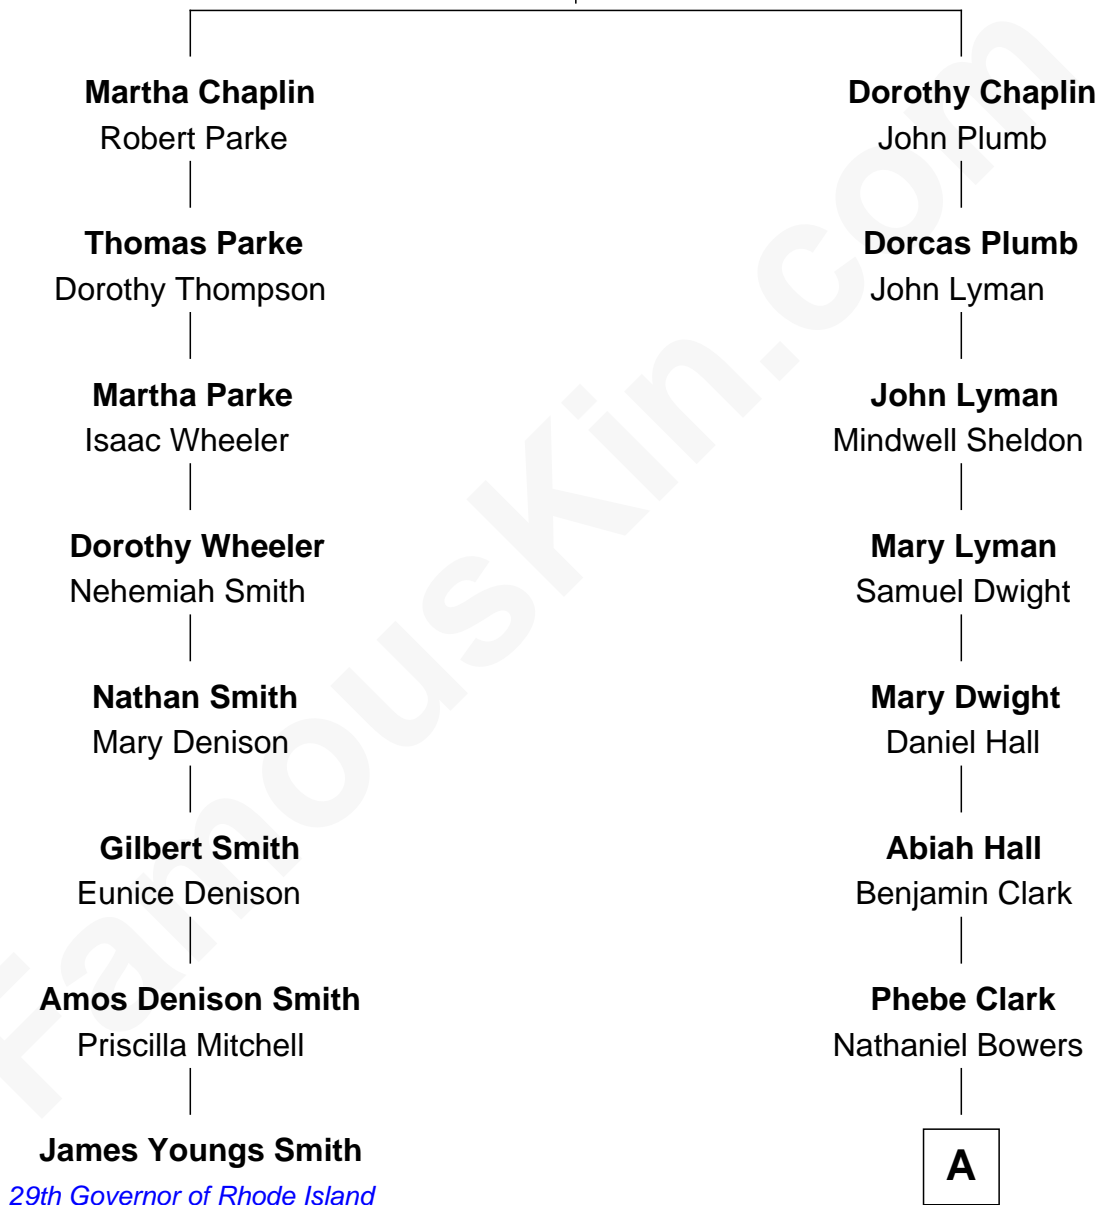 Martha Chaplin
Robert Parke
Thomas Parke
Dorothy Thompson
Martha Parke
Isaac Wheeler
Dorothy Wheeler
Nehemiah Smith
Nathan Smith
Mary Denison
Gilbert Smith
Eunice Denison
Amos Denison Smith
Priscilla Mitchell
James Youngs Smith
29th Governor of Rhode Island
Dorothy Chaplin
John Plumb
Dorcas Plumb
John Lyman
John Lyman
Mindwell Sheldon
Mary Lyman
Samuel Dwight
Mary Dwight
Daniel Hall
Abiah Hall
Benjamin Clark
Phebe Clark
Nathaniel Bowers
A
FamousKin.com